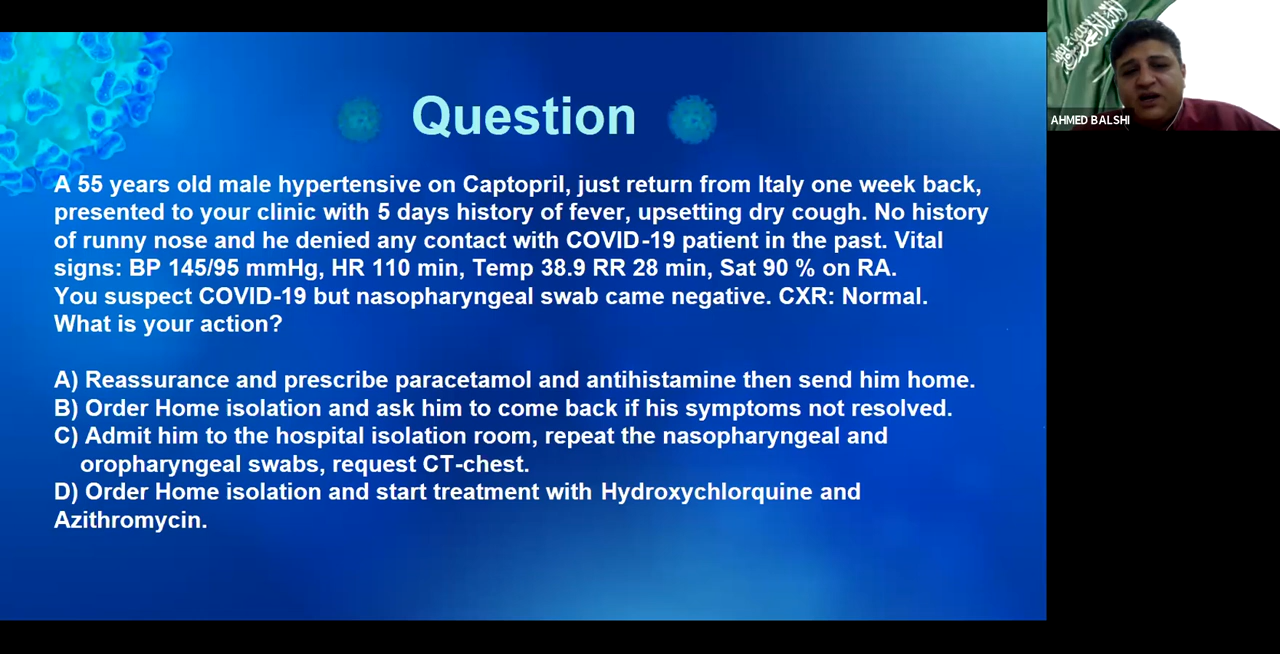 Question
A 55 years old male hypertensive on Captopril, just return from Italy one week back,
presented to your clinic with 5 days history of fever, upsetting dry cough. No history
of runny nose and he denied any contact with COVID-19 patient in the past. Vital
signs: BP 145/95 mmHg, HR 110 min, Temp 38.9 RR 28 min, Sat 90 % on RA.
You suspect COVID-19 but nasopharyngeal swab came negative. CXR: Normal.
What is your action?
A) Reassurance and prescribe paracetamol and antihistamine then send him home.
B) Order Home isolation and ask him to come back if his symptoms not resolved.
C) Admit him to the hospital isolation room, repeat the nasopharyngeal and
oropharyngeal swabs, request CT-chest.
D) Order Home isolation and start treatment with Hydroxychlorquine and
Azithromycin.
AHMED BALSHI